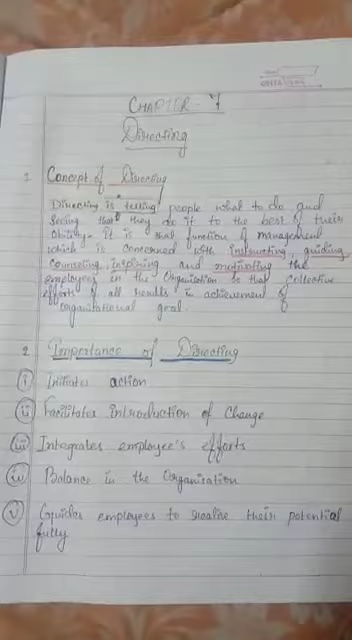 CHAPTER - 7
Directing
1 Concept of Directing
Directing is telling people what to do and
Seeing that they do it to the best of their
Ability. It is that function of management
which is concerned with instructing, guiding,
counseling, inspiring and motivating the
employees in the Organisation so that collective
efforts of all results in achievement of
organizational goal.
2 Importance of Directing
i Initiates action
ii Facilitates introduction of Change
iii Integrates employee's efforts
iv Balance in the Organisation
v Guides employees to realise their potential
fully